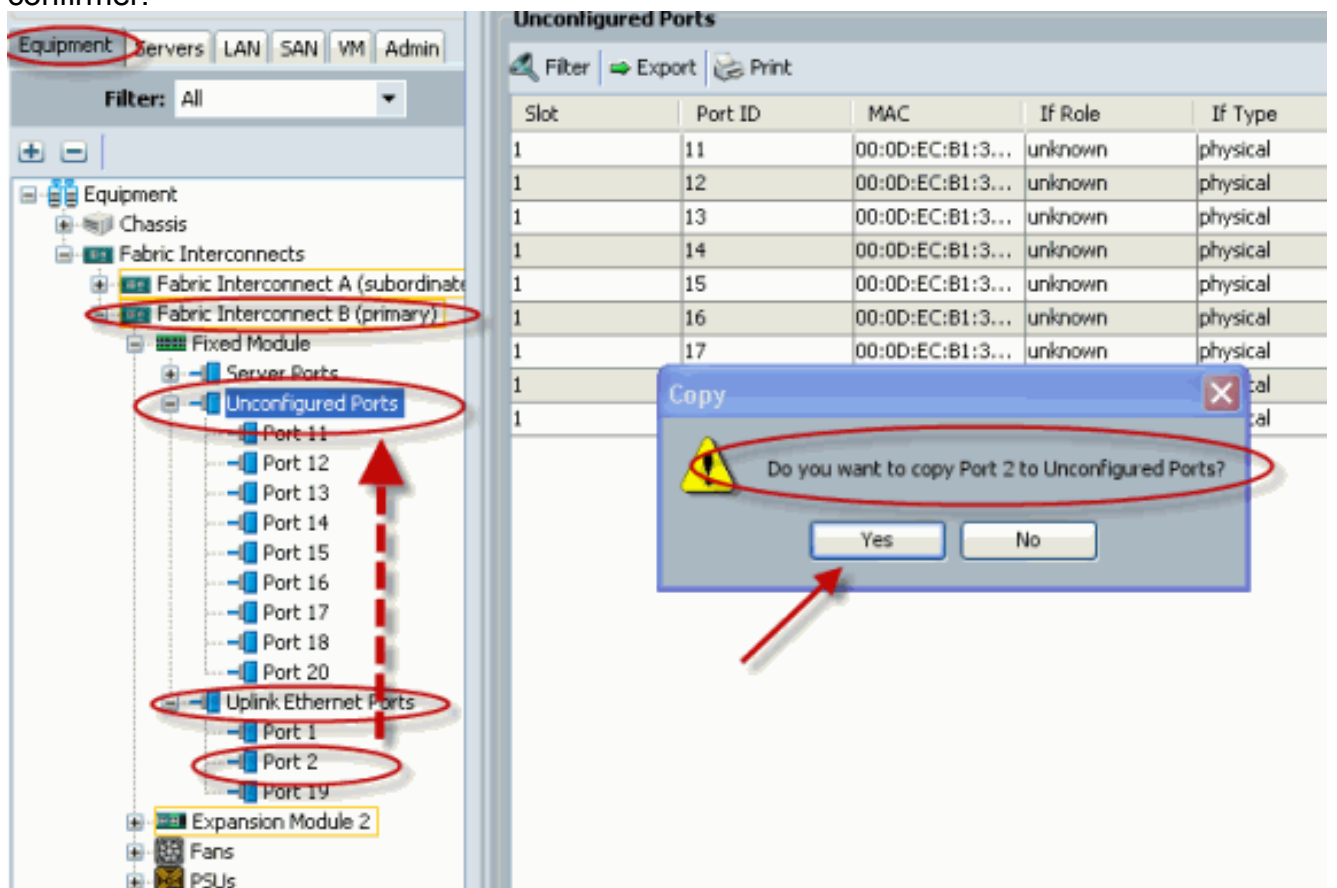 confirmer.
Equipment Servers LAN SAN VM Admin
Filter: All
Equipment
Chassis
Fabric Interconnects
Fabric Interconnect A (subordinate
Fabric Interconnect B (primary)
Fixed Module
Server Ports
Unconfigured Ports
Port 11
Port 12
Port 13
Port 14
Port 15
Port 16
Port 17
Port 18
Port 20
Uplink Ethernet Ports
Port 1
Port 2
Port 19
Expansion Module 2
Fans
PSUs
Unconfigured Ports
Filter Export Print
Slot Port ID MAC If Role If Type
1 11 00:0D:EC:B1:3... unknown physical
1 12 00:0D:EC:B1:3... unknown physical
1 13 00:0D:EC:B1:3... unknown physical
1 14 00:0D:EC:B1:3... unknown physical
1 15 00:0D:EC:B1:3... unknown physical
1 16 00:0D:EC:B1:3... unknown physical
1 17 00:0D:EC:B1:3... unknown physical
1 cal
1 cal
Copy
Do you want to copy Port 2 to Unconfigured Ports?
Yes No